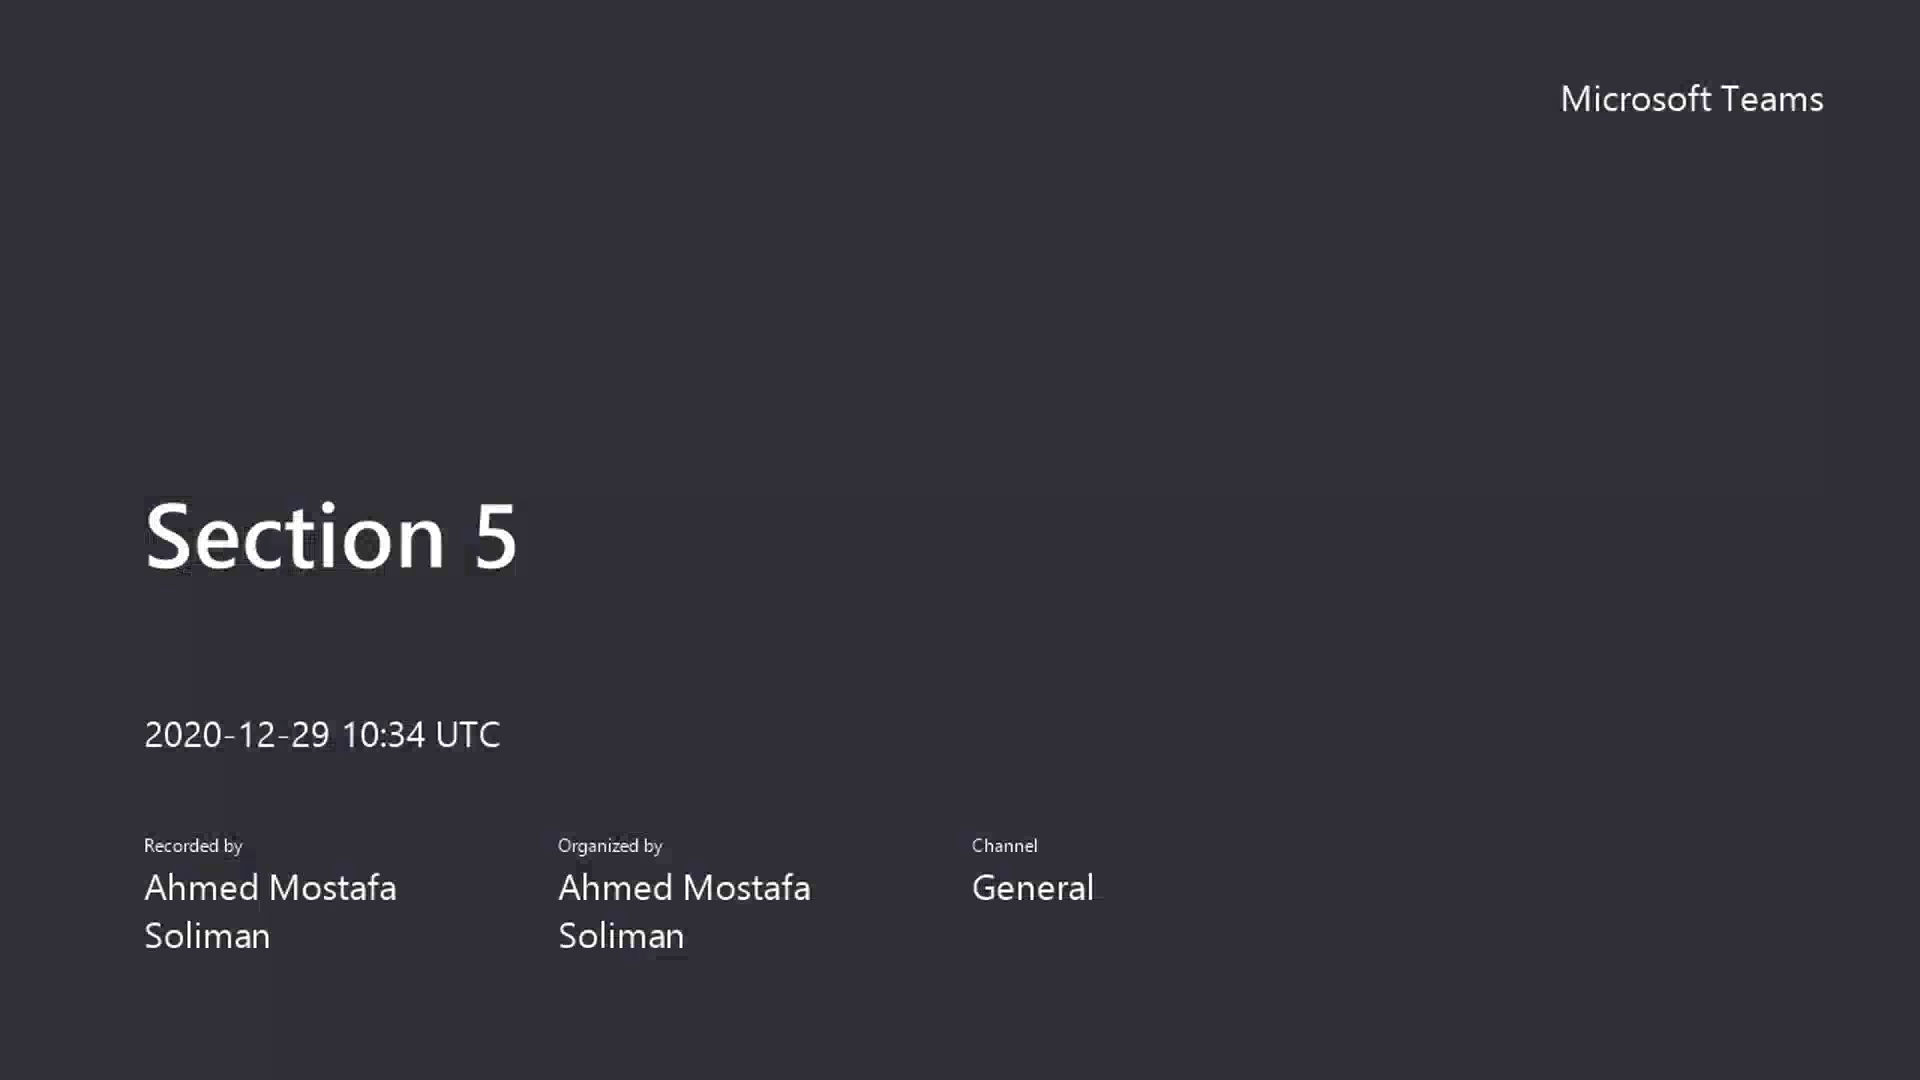 Microsoft Teams
Section 5
2020-12-29 10:34 UTC
Recorded by
Ahmed Mostafa
Soliman
Organized by
Ahmed Mostafa
Soliman
Channel
General